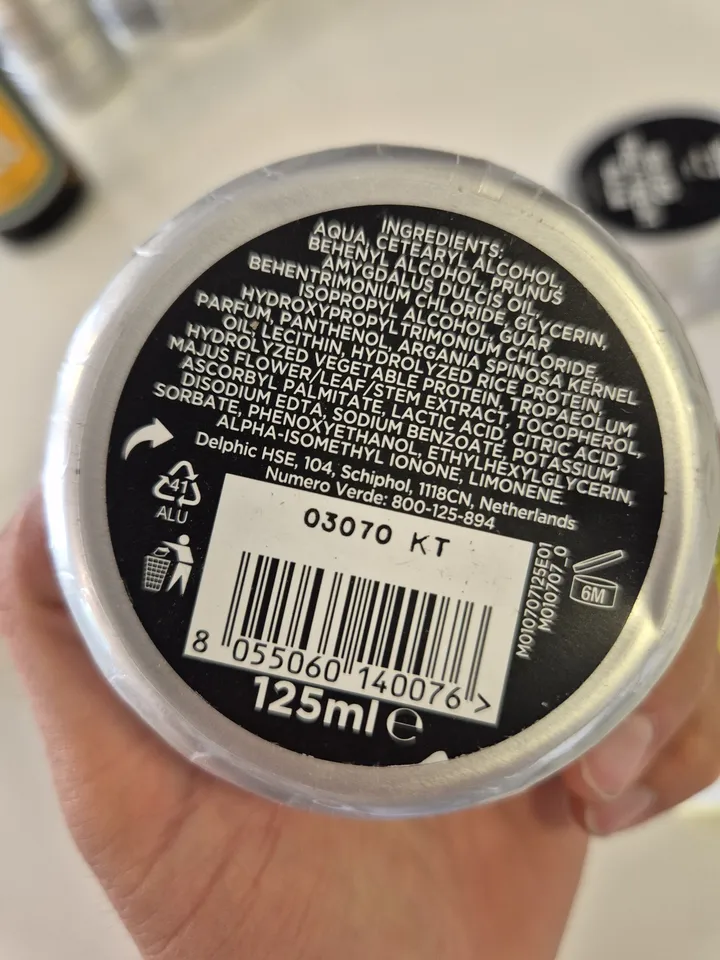 INGREDIENTS:
AQUA, CETEARYL ALCOHOL,
BEHENYL ALCOHOL, PRUNUS
AMYGDALUS DULCIS OIL,
BEHENTRIMONIUM CHLORIDE, GLYCERIN,
ISOPROPYL ALCOHOL, GUAR
HYDROXYPROPYLTRIMONIUM CHLORIDE,
PARFUM, PANTHENOL, ARGANIA SPINOSA KERNEL
OIL, LECITHIN, HYDROLYZED RICE PROTEIN,
HYDROLYZED VEGETABLE PROTEIN, TROPAEOLUM
MAJUS FLOWER/LEAF/STEM EXTRACT, TOCOPHEROL,
ASCORBYL PALMITATE, LACTIC ACID, CITRIC ACID,
DISODIUM EDTA, SODIUM BENZOATE, POTASSIUM
SORBATE, PHENOXYETHANOL, ETHYLHEXYLGLYCERIN,
ALPHA-ISOMETHYL IONONE, LIMONENE.
Delphic HSE, 104, Schiphol, 1118CN, Netherlands
Numero Verde: 800-125-894
41
ALU
03070 KT
M010707125E01
M010707_0
6M
8 055060 140076 >
125ml e